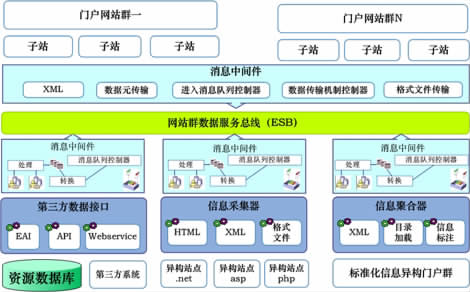 门户网站群一
门户网站群N
子站 子站 子站 子站 子站 子站
消息中间件
XML 数据元传输 进入消息队列控制器 数据传输机制控制器 格式文件传输
网站群数据服务总线（ESB）
消息中间件 消息中间件 消息中间件
处理 消息队列控制器 处理 消息队列控制器 处理 消息队列控制器
转换 转换 转换
第三方数据接口 信息采集器 信息聚合器
EAI API Webservice HTML XML 格式文件 XML 目录加载 信息标注
资源数据库 第三方系统 异构站点.net 异构站点asp 异构站点php 标准化信息异构门户群